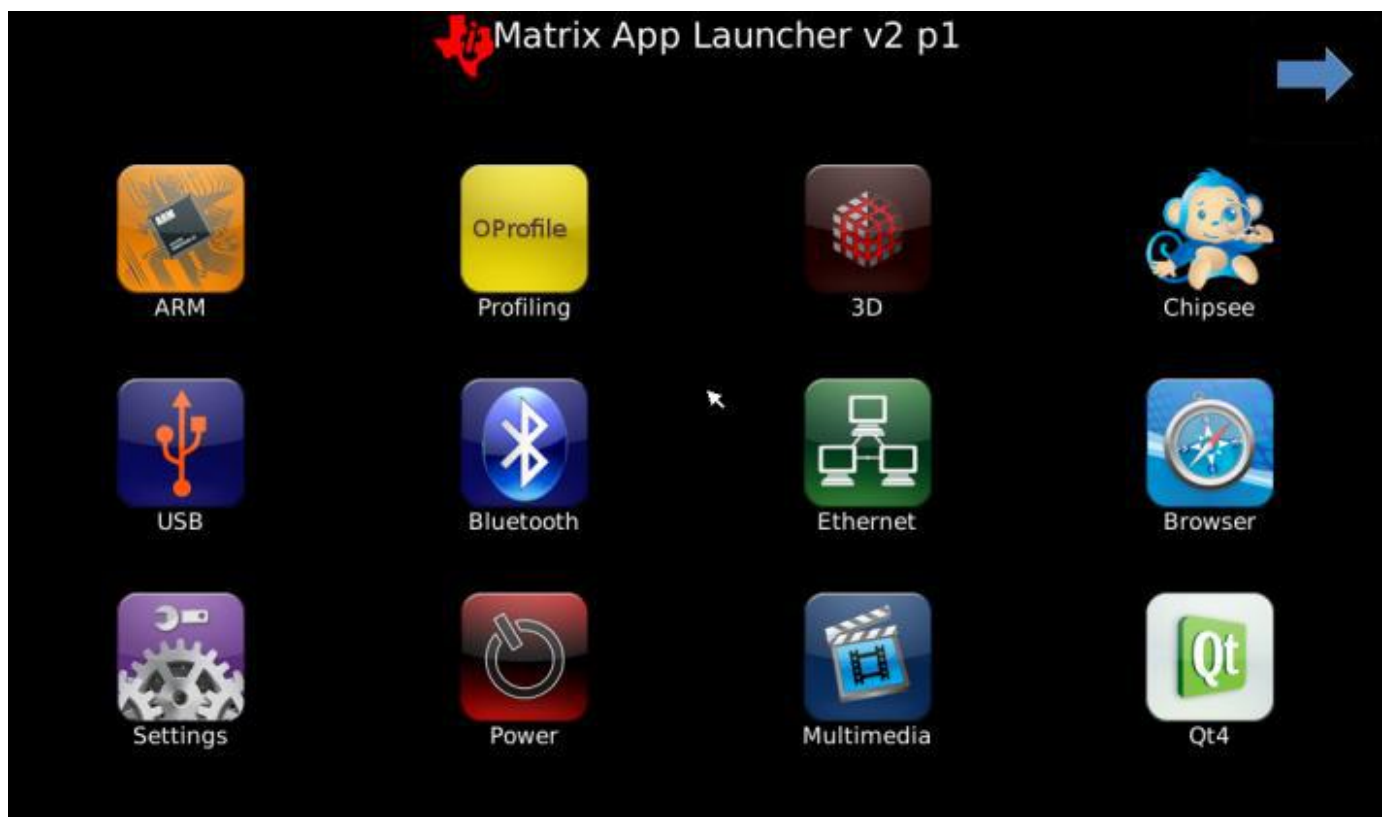 Matrix App Launcher v2 p1
ARM
OProfile
ARM
Profiling
3D
Chipsee
USB
Bluetooth
Ethernet
Browser
Qt
Settings
Power
Multimedia
Qt4